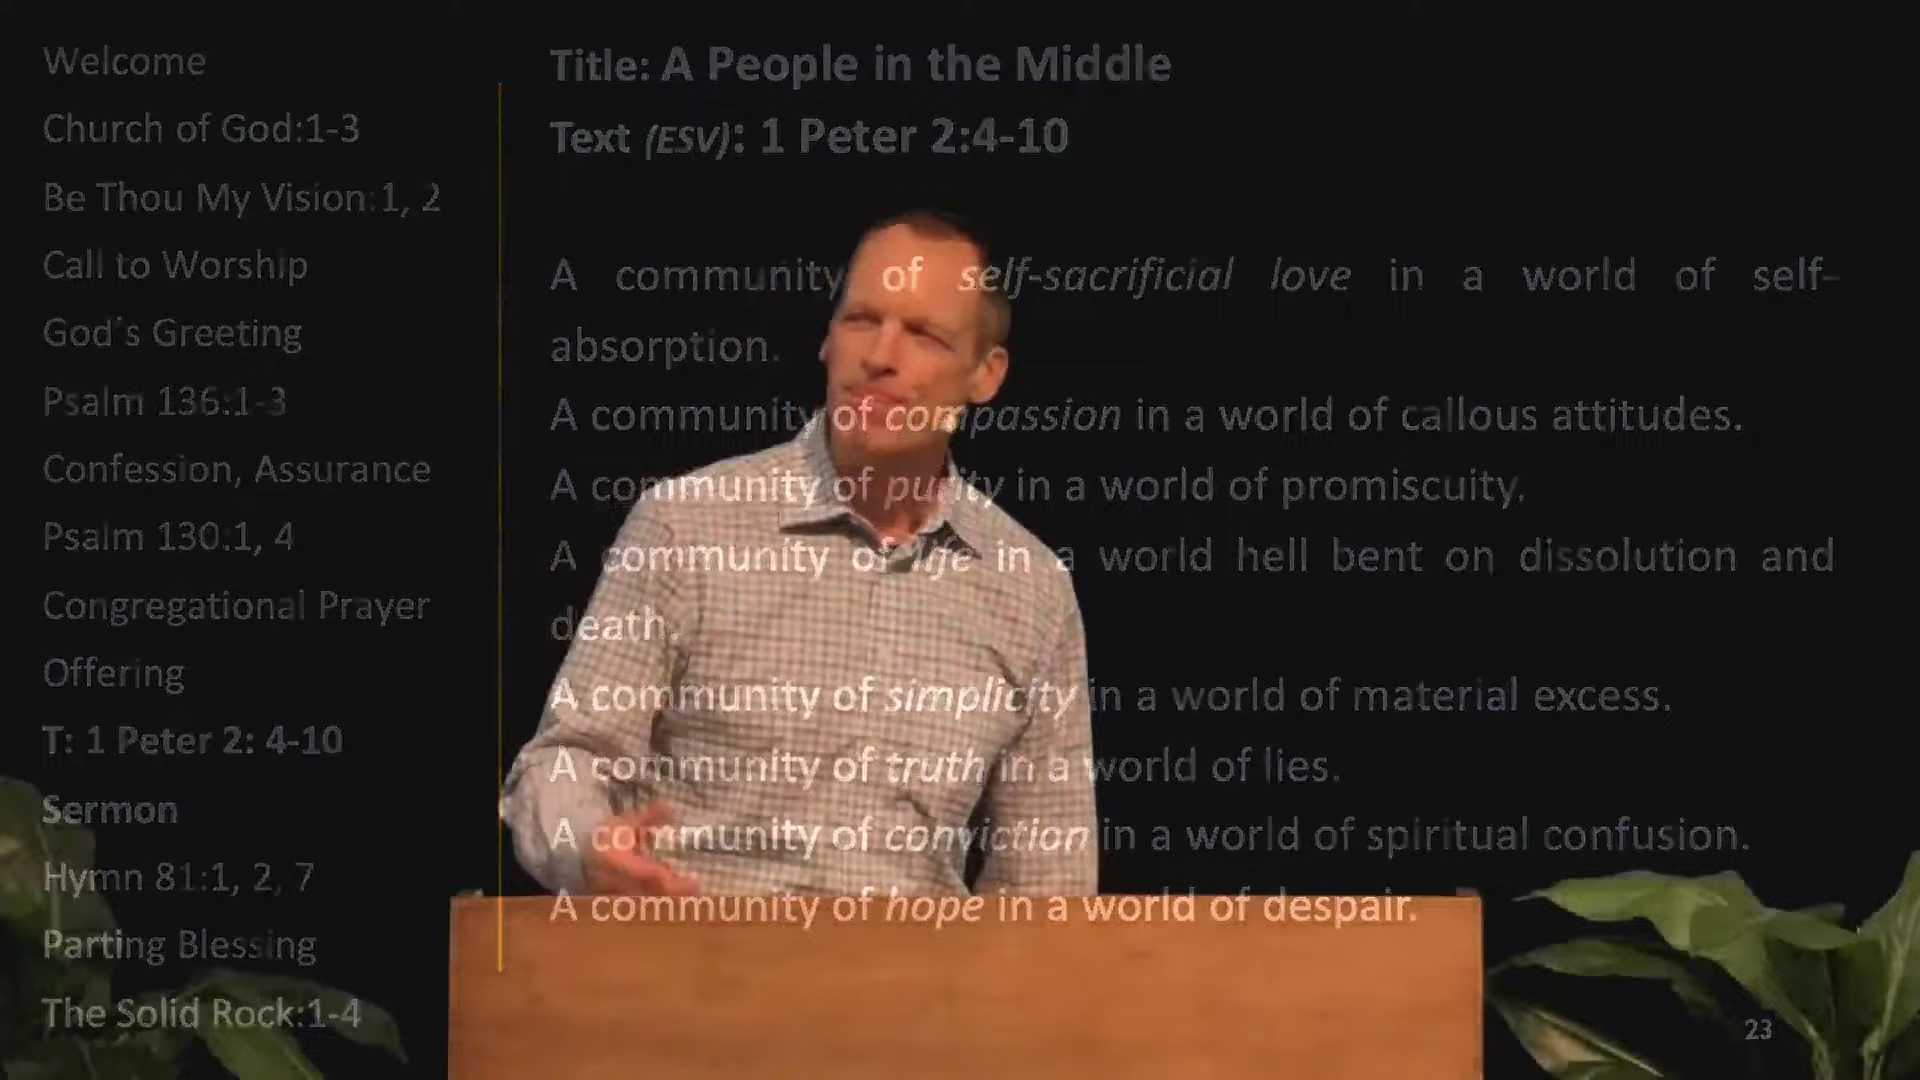 Welcome
Church of God:1-3
Be Thou My Vision:1, 2
Call to Worship
God's Greeting
Psalm 136:1-3
Confession, Assurance
Psalm 130:1, 4
Congregational Prayer
Offering
T: 1 Peter 2: 4-10
Sermon
Hymn 81:1, 2, 7
Parting Blessing
The Solid Rock:1-4
Title: A People in the Middle
Text (ESV): 1 Peter 2:4-10
A community of self-sacrificial love in a world of self-
absorption.
A community of compassion in a world of callous attitudes.
A community of purity in a world of promiscuity.
A community of life in a world hell bent on dissolution and
death.
A community of simplicity in a world of material excess.
A community of truth in a world of lies.
A community of conviction in a world of spiritual confusion.
A community of hope in a world of despair.
23